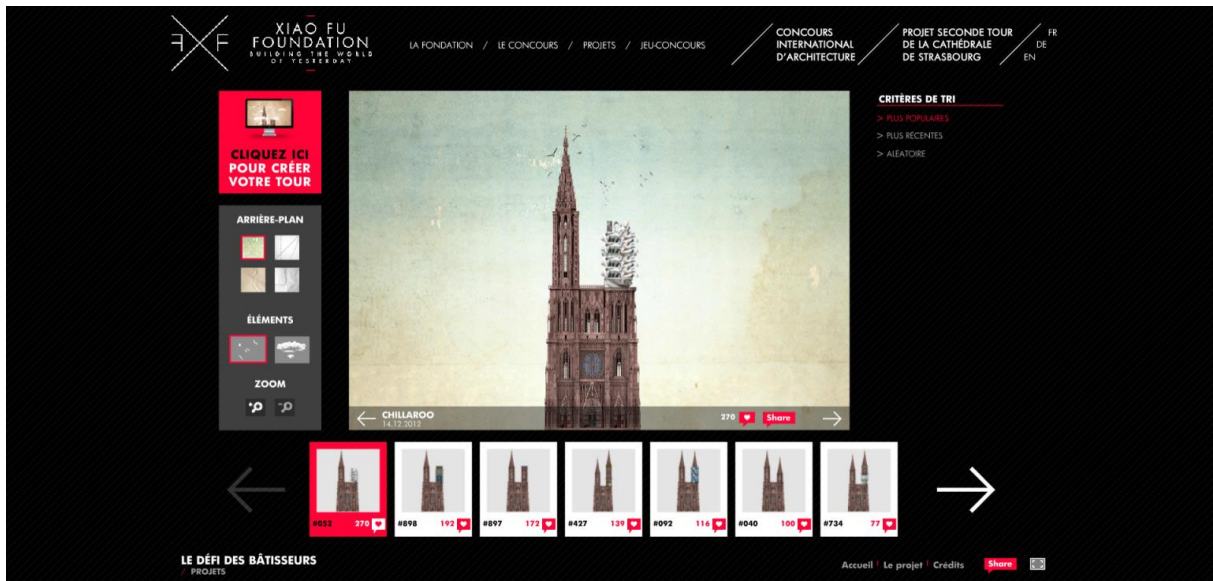 XIAO FU
FOUNDATION
BUILDING THE WORLD
OF YESTERDAY
LA FONDATION / LE CONCOURS / PROJETS / JEU-CONCOURS
CONCOURS
INTERNATIONAL
D'ARCHITECTURE
PROJET SECONDE TOUR
DE LA CATHÉDRALE
DE STRASBOURG
FR
DE
EN
CLIQUEZ ICI
POUR CRÉER
VOTRE TOUR
ARRIÈRE-PLAN
ÉLÉMENTS
ZOOM
CHILLAROO
14.12.2012
270
Share
CRITÈRES DE TRI
> PLUS POPULAIRES
> PLUS RÉCENTES
> ALÉATOIRE
#052 270
#898 192
#897 172
#427 139
#092 116
#040 100
#734 77
LE DÉFI DES BÂTISSEURS
/ PROJETS
Accueil | Le projet | Crédits
Share